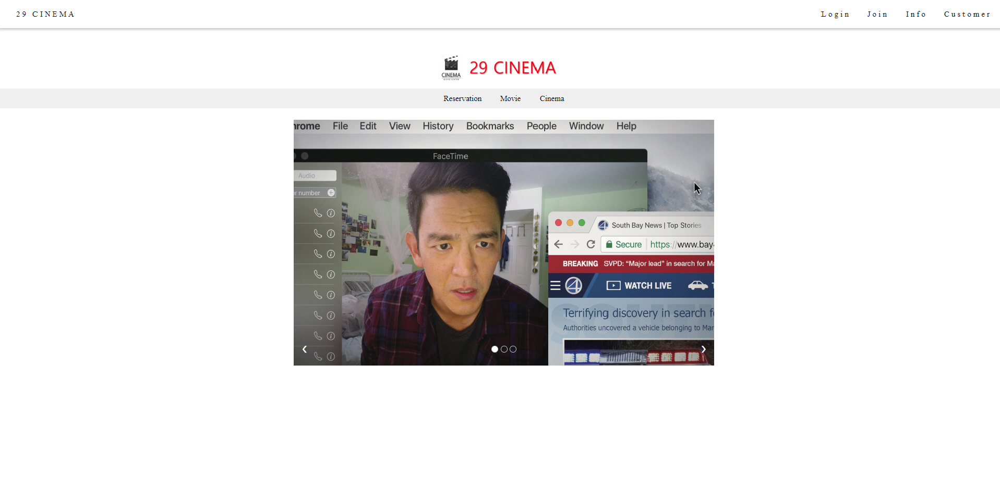 29 CINEMA
Login Join Info Customer
CINEMA
29 CINEMA
Reservation Movie Cinema
hrome File Edit View History Bookmarks People Window Help
FaceTime
Audio
or number
South Bay News | Top Stories
Secure https://www.bay
BREAKING SVPD: “Major lead” in search for Ma
WATCH LIVE
Terrifying discovery in search f
Authorities uncovered a vehicle belonging to Mar